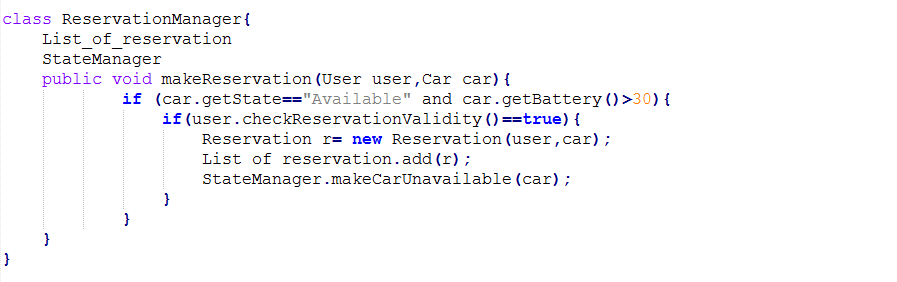 class ReservationManager{
    List_of_reservation
    StateManager
    public void makeReservation(User user,Car car){
            if (car.getState=="Available" and car.getBattery()>30){
                if(user.checkReservationValidity()==true){
                    Reservation r= new Reservation(user,car);
                    List of reservation.add(r);
                    StateManager.makeCarUnavailable(car);
                }
            }
    }
}